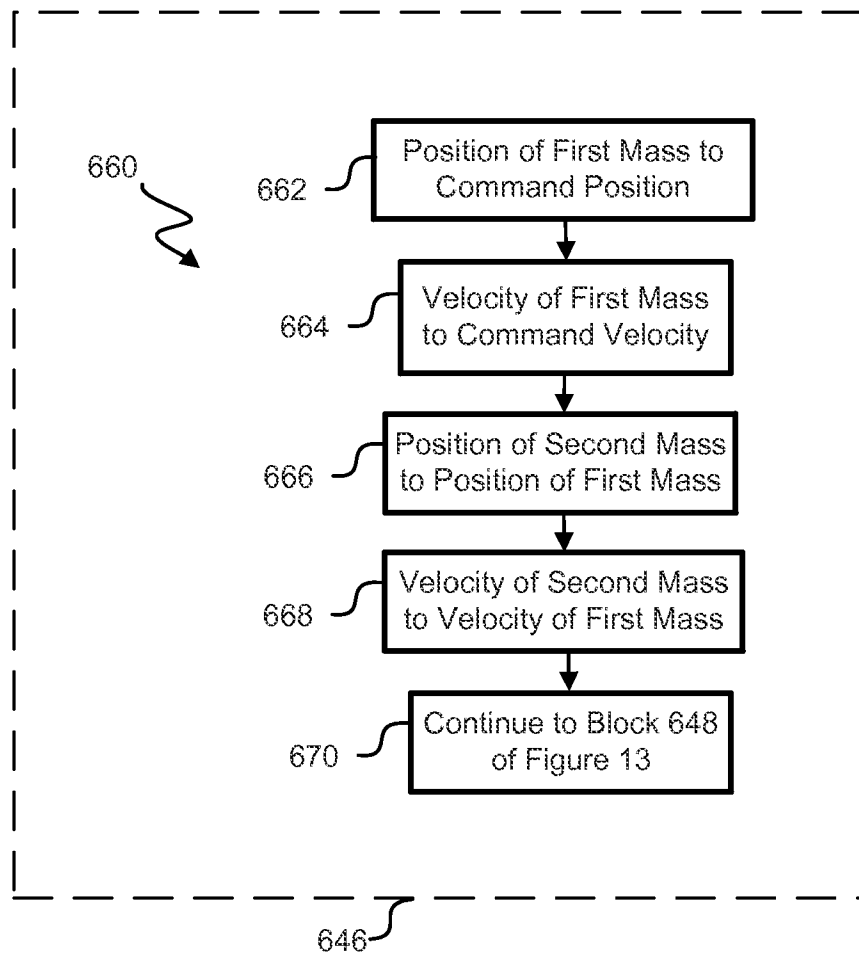 660
662
Position of First Mass to
Command Position
664
Velocity of First Mass
to Command Velocity
666
Position of Second Mass
to Position of First Mass
668
Velocity of Second Mass
to Velocity of First Mass
670
Continue to Block 648
of Figure 13
646